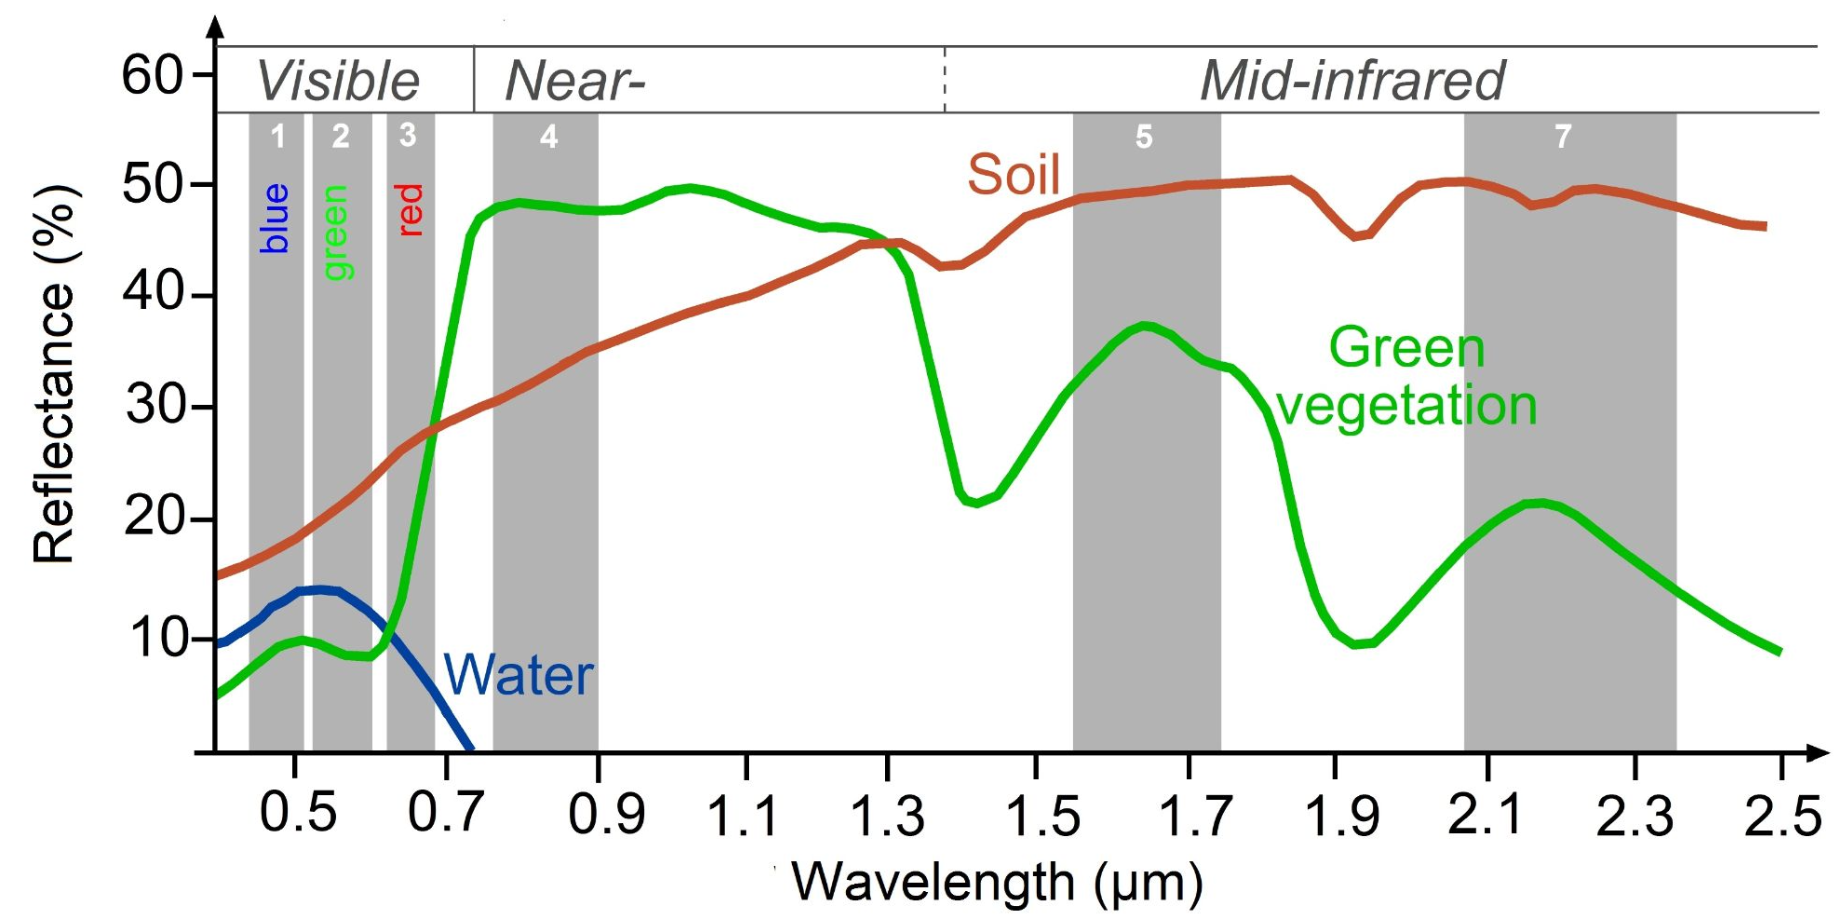 Visible Near- Mid-infrared
60
50
40
30
20
10
Reflectance (%)
1 2 3 4 5 7
blue
green
red
Soil
Green
vegetation
Water
0.5 0.7 0.9 1.1 1.3 1.5 1.7 1.9 2.1 2.3 2.5
Wavelength (µm)